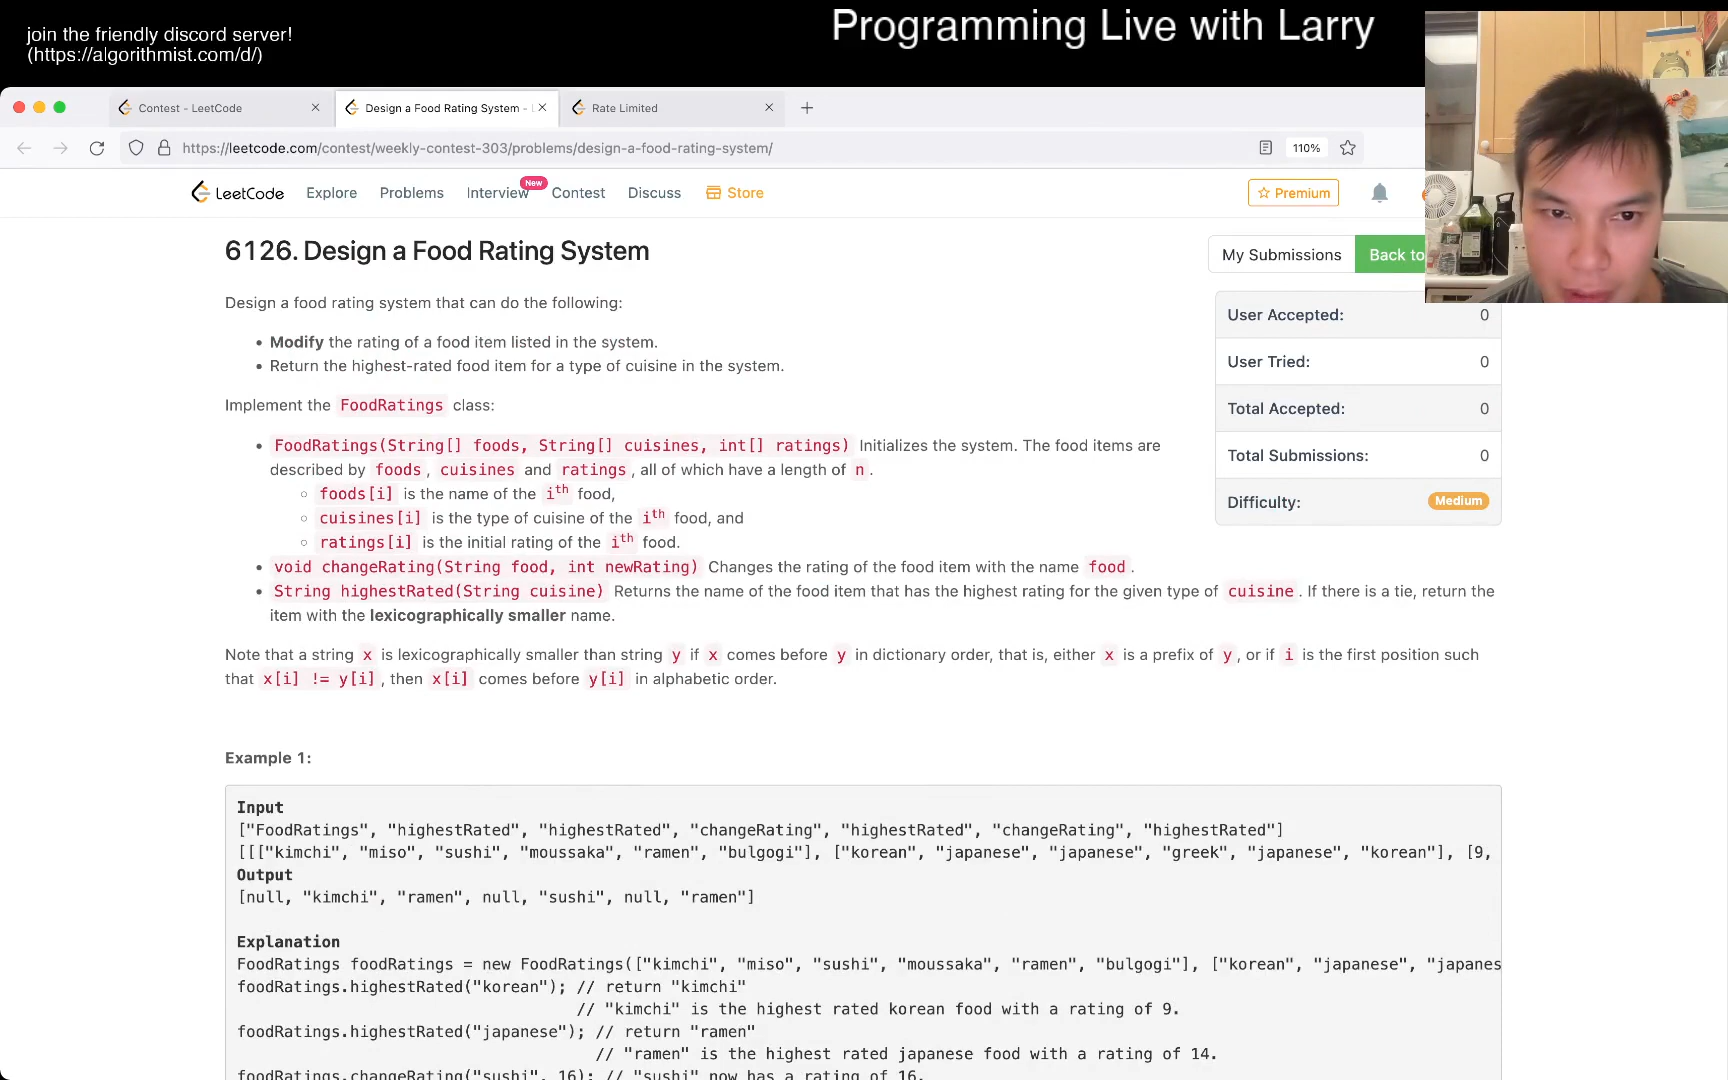 join the friendly discord server!
(https://algorithmist.com/d/)
Programming Live with Larry
Contest - LeetCode
Design a Food Rating System -
Rate Limited
https://leetcode.com/contest/weekly-contest-303/problems/design-a-food-rating-system/
110%
LeetCode
Explore
Problems
Interview
New
Contest
Discuss
Store
Premium
6126. Design a Food Rating System
My Submissions
Back to
Design a food rating system that can do the following:
• Modify the rating of a food item listed in the system.
• Return the highest-rated food item for a type of cuisine in the system.
Implement the FoodRatings class:
• FoodRatings(String[] foods, String[] cuisines, int[] ratings) Initializes the system. The food items are
described by foods, cuisines and ratings, all of which have a length of n.
○ foods[i] is the name of the ith food,
○ cuisines[i] is the type of cuisine of the ith food, and
○ ratings[i] is the initial rating of the ith food.
• void changeRating(String food, int newRating) Changes the rating of the food item with the name food.
• String highestRated(String cuisine) Returns the name of the food item that has the highest rating for the given type of cuisine. If there is a tie, return the
item with the lexicographically smaller name.
Note that a string x is lexicographically smaller than string y if x comes before y in dictionary order, that is, either x is a prefix of y, or if i is the first position such
that x[i] != y[i], then x[i] comes before y[i] in alphabetic order.
User Accepted: 0
User Tried: 0
Total Accepted: 0
Total Submissions: 0
Difficulty: Medium
Example 1:
Input
["FoodRatings", "highestRated", "highestRated", "changeRating", "highestRated", "changeRating", "highestRated"]
[[["kimchi", "miso", "sushi", "moussaka", "ramen", "bulgogi"], ["korean", "japanese", "japanese", "greek", "japanese", "korean"], [9,
Output
[null, "kimchi", "ramen", null, "sushi", null, "ramen"]
Explanation
FoodRatings foodRatings = new FoodRatings(["kimchi", "miso", "sushi", "moussaka", "ramen", "bulgogi"], ["korean", "japanese", "japanes
foodRatings.highestRated("korean"); // return "kimchi"
// "kimchi" is the highest rated korean food with a rating of 9.
foodRatings.highestRated("japanese"); // return "ramen"
// "ramen" is the highest rated japanese food with a rating of 14.
foodRatings.changeRating("sushi", 16); // "sushi" now has a rating of 16.